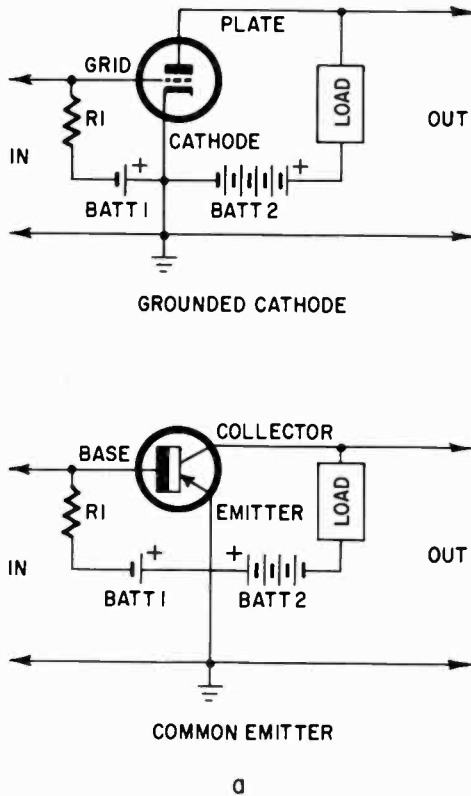 PLATE
GRID
LOAD
R1
CATHODE
OUT
IN
+ +
BATT 1 BATT 2
GROUNDED CATHODE
COLLECTOR
BASE
LOAD
R1
EMITTER
OUT
IN
+ +
BATT 1 BATT 2
COMMON EMITTER
a